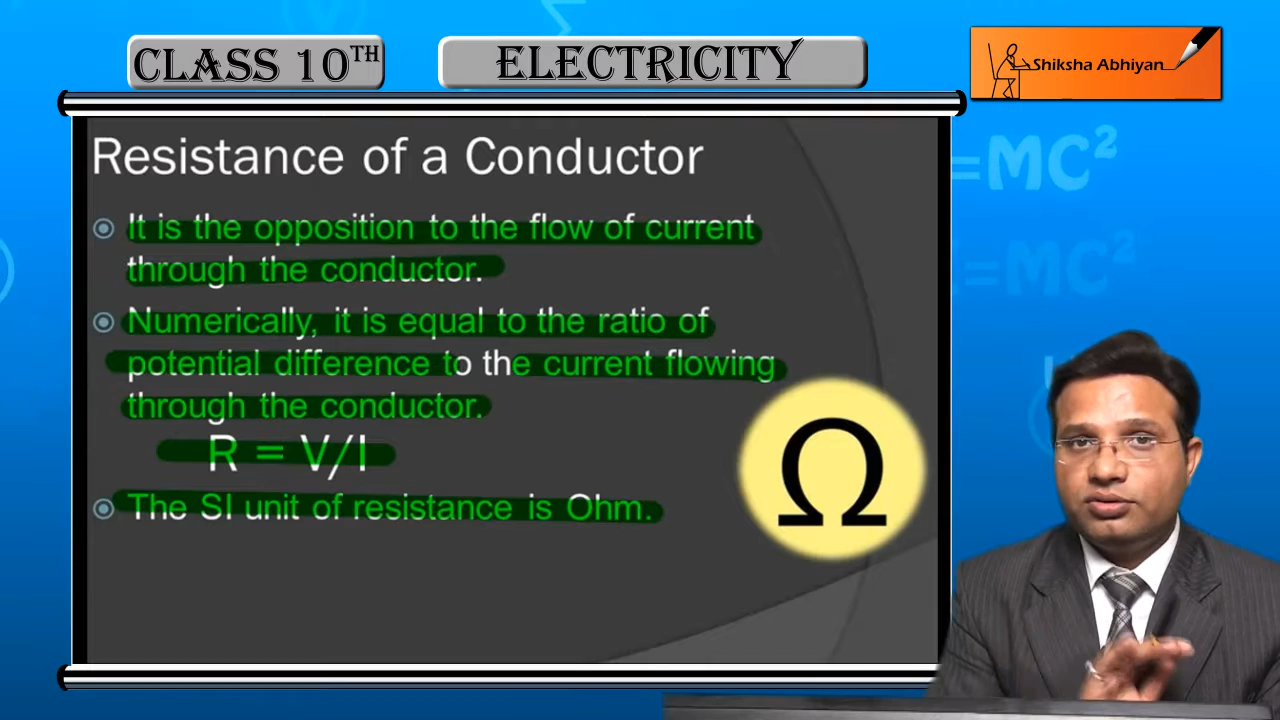 CLASS 10TH
ELECTRICITY
Shiksha Abhiyan
=MC2
=MC2
Resistance of a Conductor
It is the opposition to the flow of current
through the conductor.
Numerically, it is equal to the ratio of
potential difference to the current flowing
through the conductor.
R = V/I
The SI unit of resistance is Ohm.
Ω